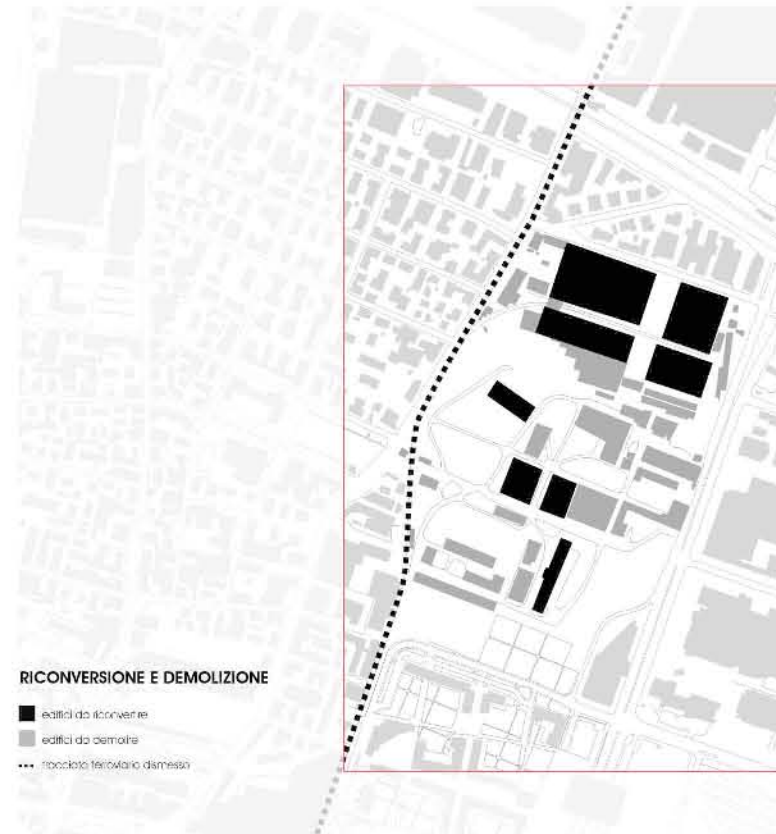 RICONVERSIONE E DEMOLIZIONE
edifici da riconvertire
edifici da demolire
tracciato ferroviario dismesso